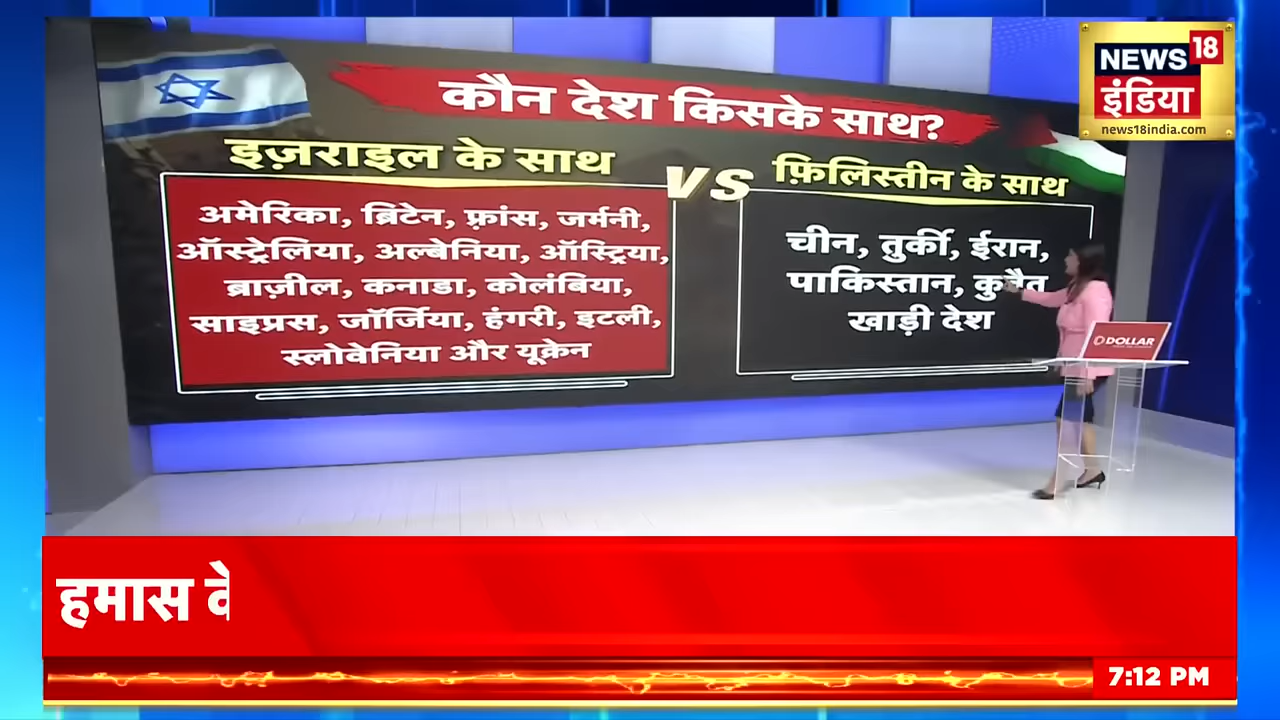 NEWS 18
इंडिया
news18india.com
कौन देश किसके साथ?
इज़राइल के साथ
VS
फ़िलिस्तीन के साथ
अमेरिका, ब्रिटेन, फ़्रांस, जर्मनी,
ऑस्ट्रेलिया, अल्बेनिया, ऑस्ट्रिया,
ब्राज़ील, कनाडा, कोलंबिया,
साइप्रस, जॉर्जिया, हंगरी, इटली,
स्लोवेनिया और यूक्रेन
चीन, तुर्की, ईरान,
पाकिस्तान, कुवैत
खाड़ी देश
DOLLAR
हमास
7:12 PM